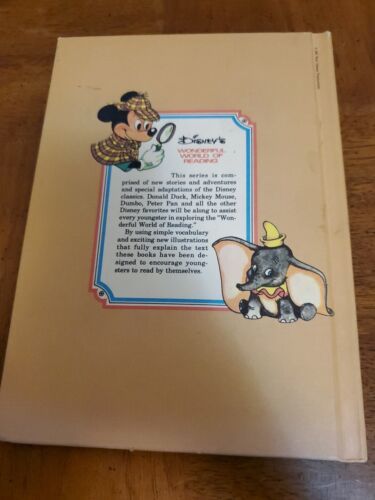 Disney's
WONDERFUL
WORLD OF
READING
This series is com-
prised of new stories and adventures
and special adaptations of the Disney
classics. Donald Duck, Mickey Mouse,
Dumbo, Peter Pan and all the other
Disney favorites will be along to assist
every youngster in exploring the "Won-
derful World of Reading."
By using simple vocabulary
and exciting new illustrations
that fully explain the text
these books have been de-
signed to encourage young-
sters to read by themselves.